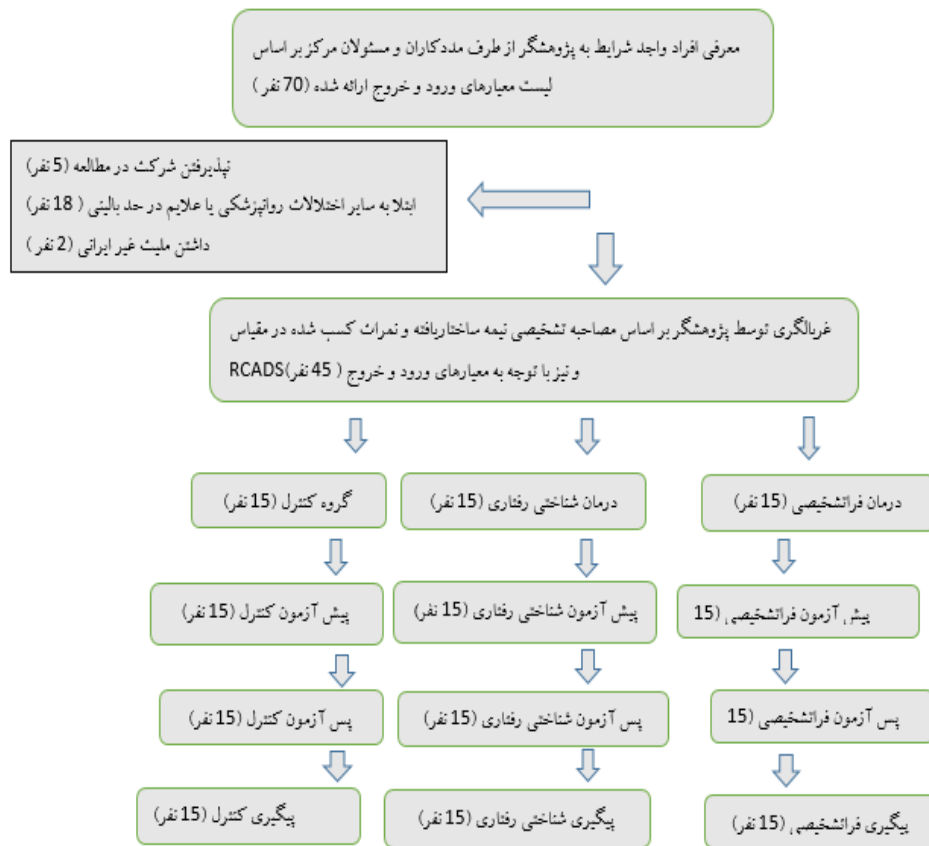 معرفی افراد واجد شرایط به پژوهشگر از طرف مددکاران و مسئولان مرکز بر اساس
لیست معیارهای ورود و خروج ارائه شده (70 نفر )
نپذیرفتن شرکت در مطالعه (5 نفر)
ابتلا به سایر اختلالات روانپزشکی یا علایم در حد بالینی ( 18 نفر)
داشتن ملیت غیر ایرانی (2 نفر )
غربالگری توسط پژوهشگر بر اساس مصاحبه تشخیصی نیمه ساختاریافته و نمرات کسب شده در مقیاس
RCADSو نیز با توجه به معیارهای ورود و خروج ( 45 نفر)
درمان فراتشخیصی (15 نفر)
درمان شناختی رفتاری (15 نفر)
گروه کنترل (15 نفر)
پیش آزمون فراتشخیصی (15
پیش آزمون شناختی رفتاری (15 نفر)
پیش آزمون کنترل (15 نفر)
پس آزمون فراتشخیصی (15
پس آزمون شناختی رفتاری (15 نفر)
پس آزمون کنترل (15 نفر)
پیگیری فراتشخیصی (15 نفر)
پیگیری شناختی رفتاری (15 نفر)
پیگیری کنترل (15 نفر)